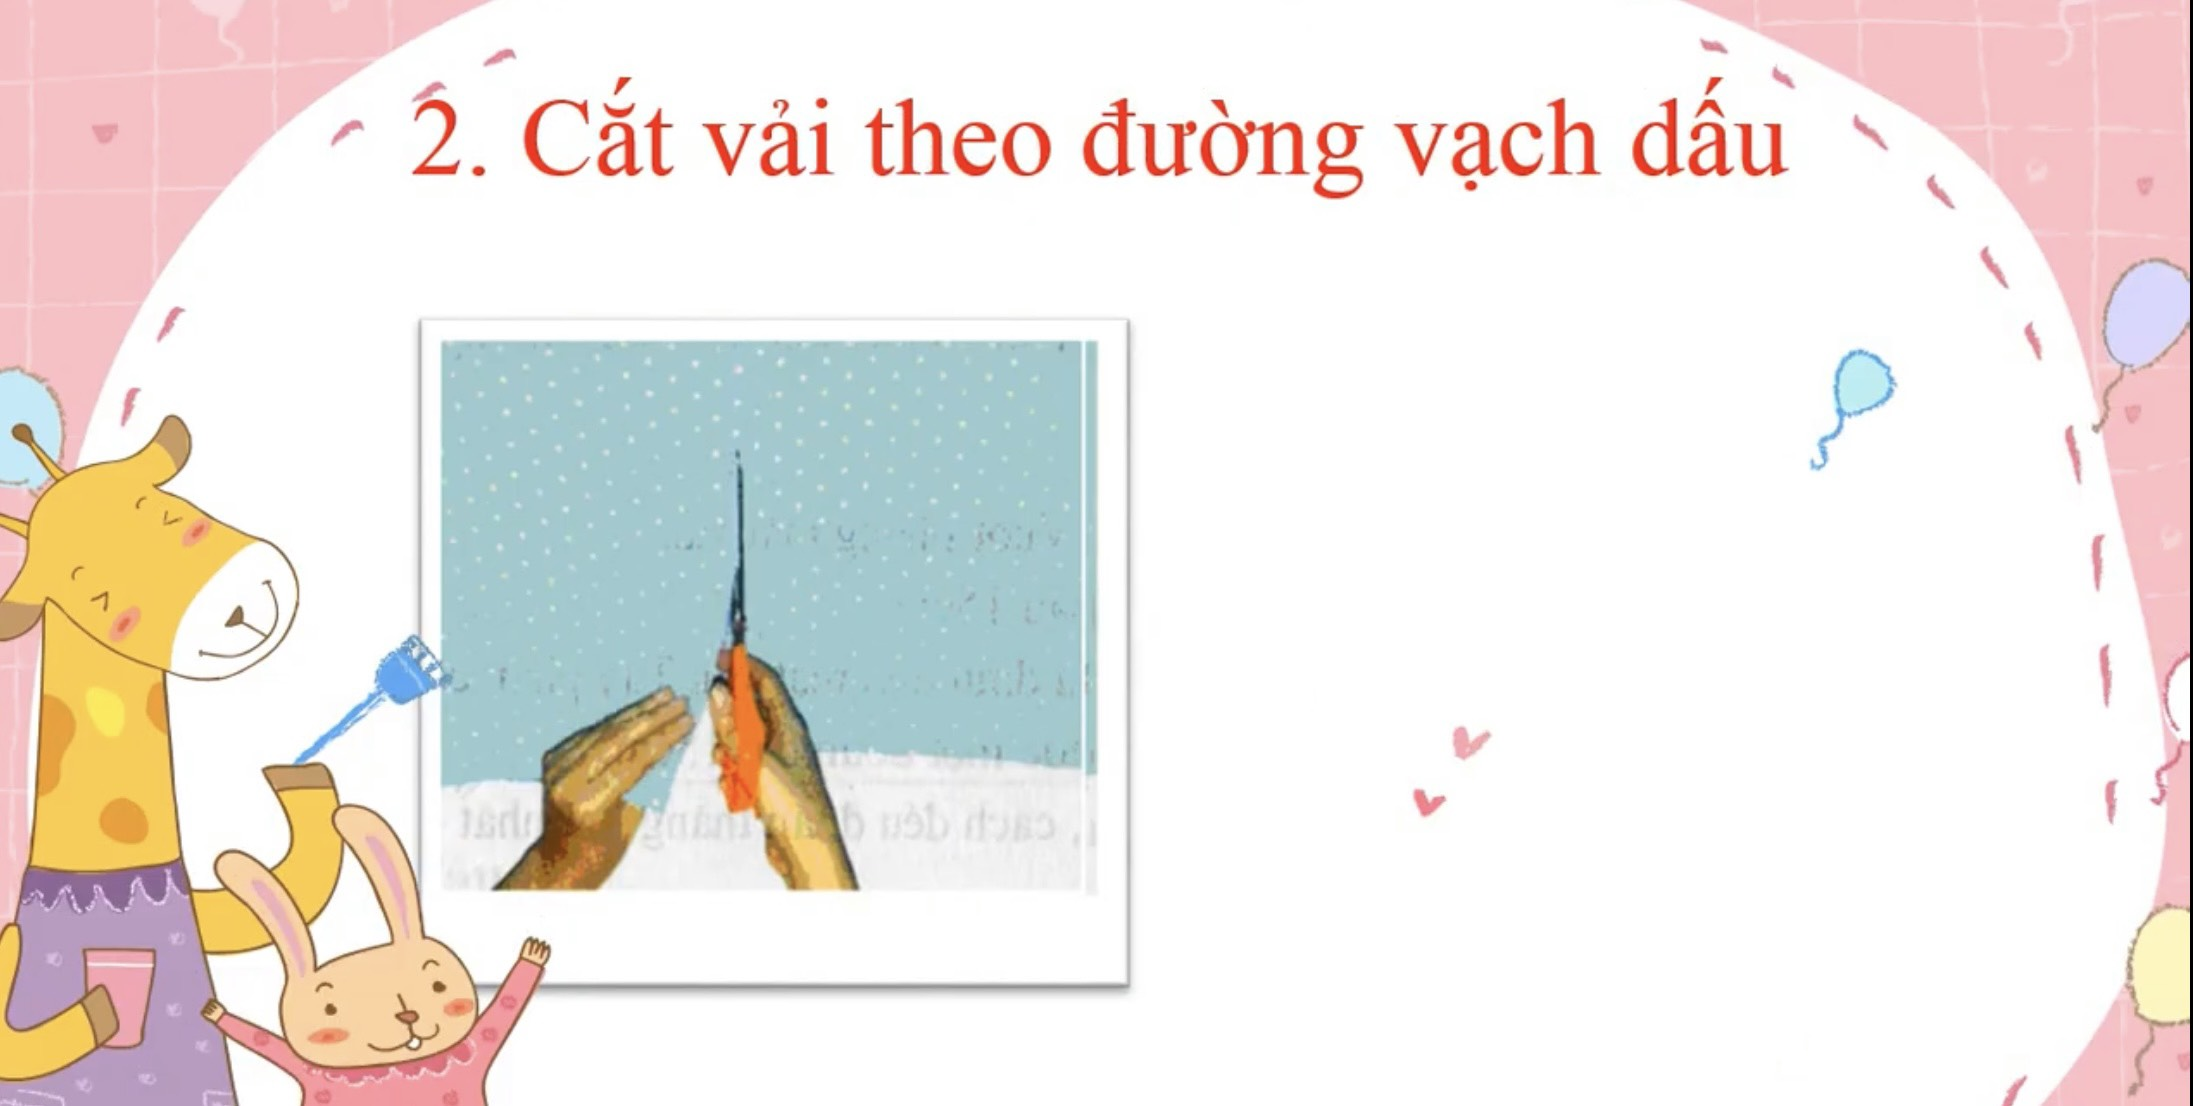 2. Cắt vải theo đường vạch dấu